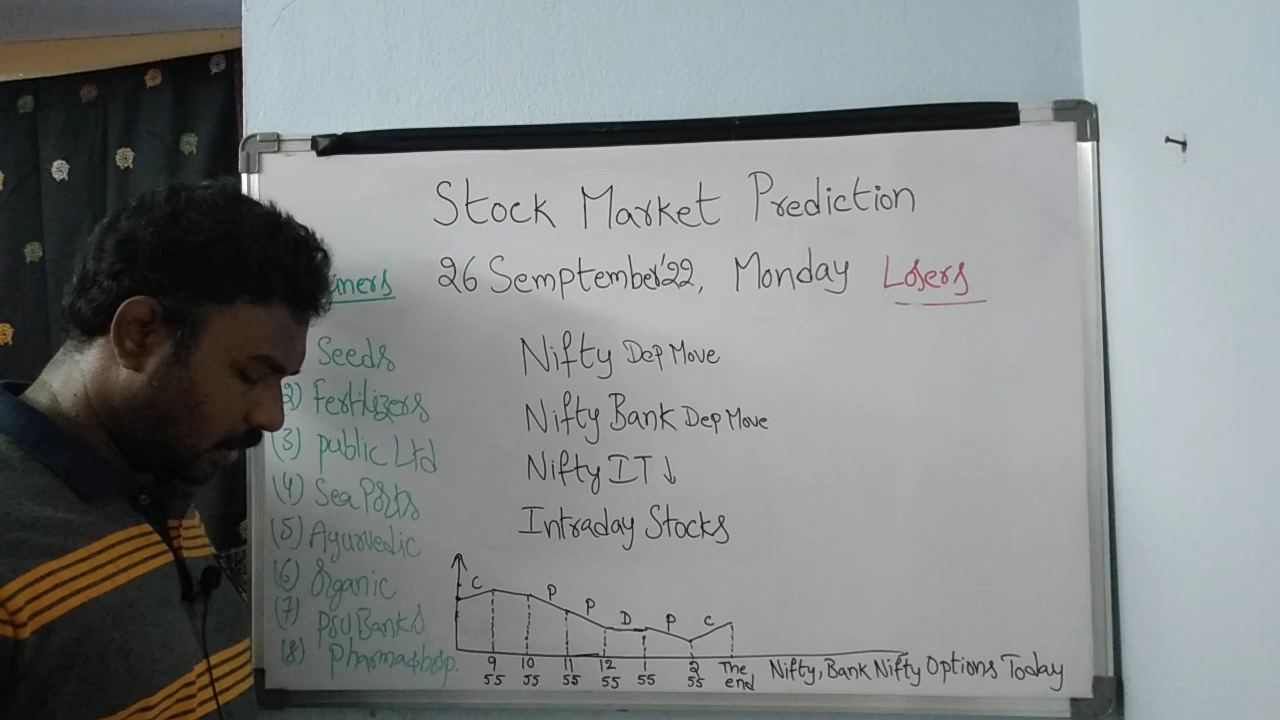 Stock Market Prediction
26 Semptember'22, Monday
Losers
Seeds
2) Fertilizers
(3) public Ltd
(4) Sea Ports
(5) Ayurvedic
(6) Organic
(7) PSU Banks
(8)
Nifty Dep Move
Nifty Bank Dep Move
Nifty IT ↓
Intraday Stocks
C P P D P C
9 55 10 55 11 55 12 55 1 55 2 55 The end
Nifty, Bank Nifty Options Today